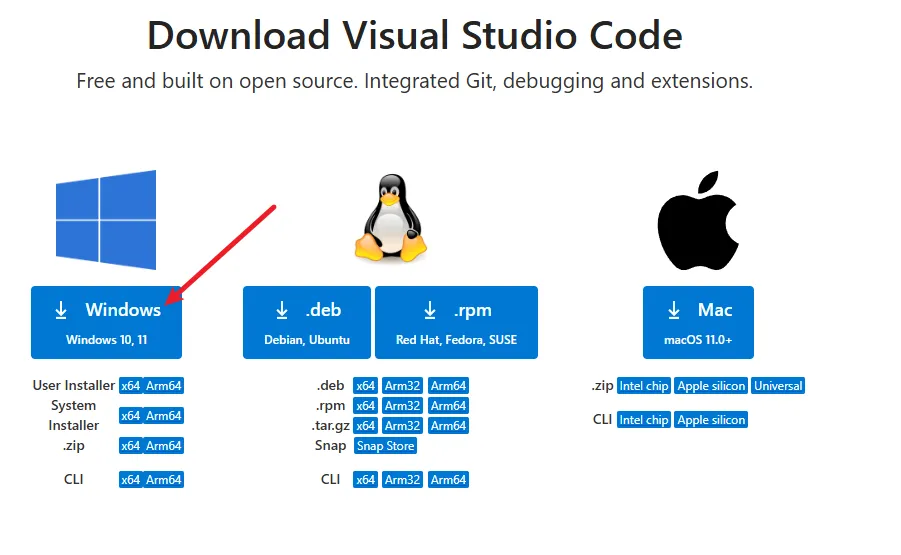 Download Visual Studio Code
Free and built on open source. Integrated Git, debugging and extensions.
Windows
Windows 10, 11
User Installer x64 Arm64
System
Installer x64 Arm64
.zip x64 Arm64
CLI x64 Arm64
.deb
Debian, Ubuntu
.rpm
Red Hat, Fedora, SUSE
.deb x64 Arm32 Arm64
.rpm x64 Arm32 Arm64
.tar.gz x64 Arm32 Arm64
Snap Snap Store
CLI x64 Arm32 Arm64
Mac
macOS 11.0+
.zip Intel chip Apple silicon Universal
CLI Intel chip Apple silicon